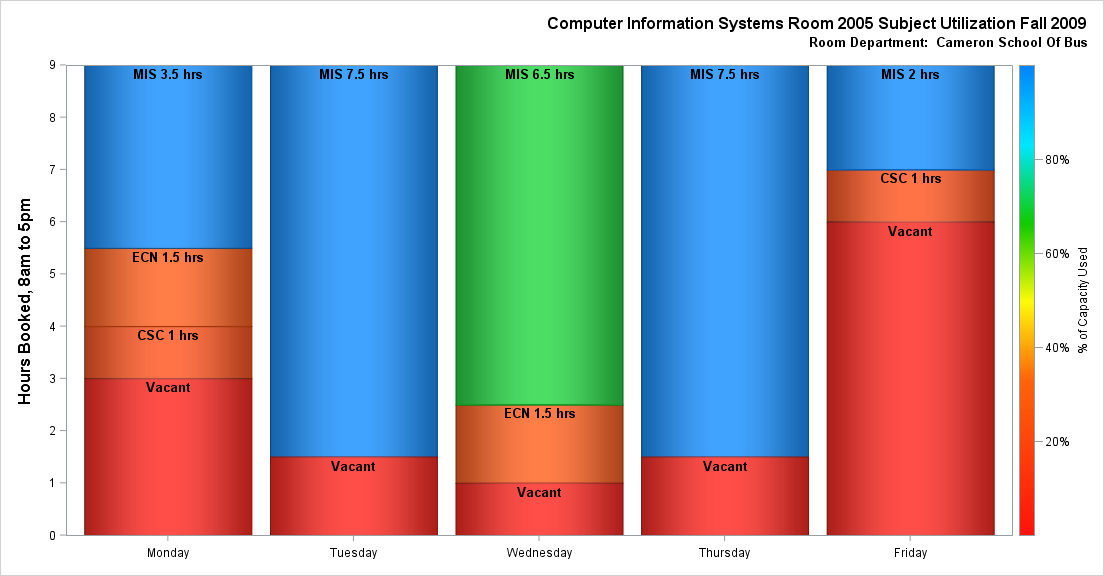 Computer Information Systems Room 2005 Subject Utilization Fall 2009
Room Department:  Cameron School Of Bus
Hours Booked, 8am to 5pm
9
8
7
6
5
4
3
2
1
0
MIS 3.5 hrs
ECN 1.5 hrs
CSC 1 hrs
Vacant
MIS 7.5 hrs
Vacant
MIS 6.5 hrs
ECN 1.5 hrs
Vacant
MIS 7.5 hrs
Vacant
MIS 2 hrs
CSC 1 hrs
Vacant
Monday
Tuesday
Wednesday
Thursday
Friday
80%
60%
40%
20%
% of Capacity Used